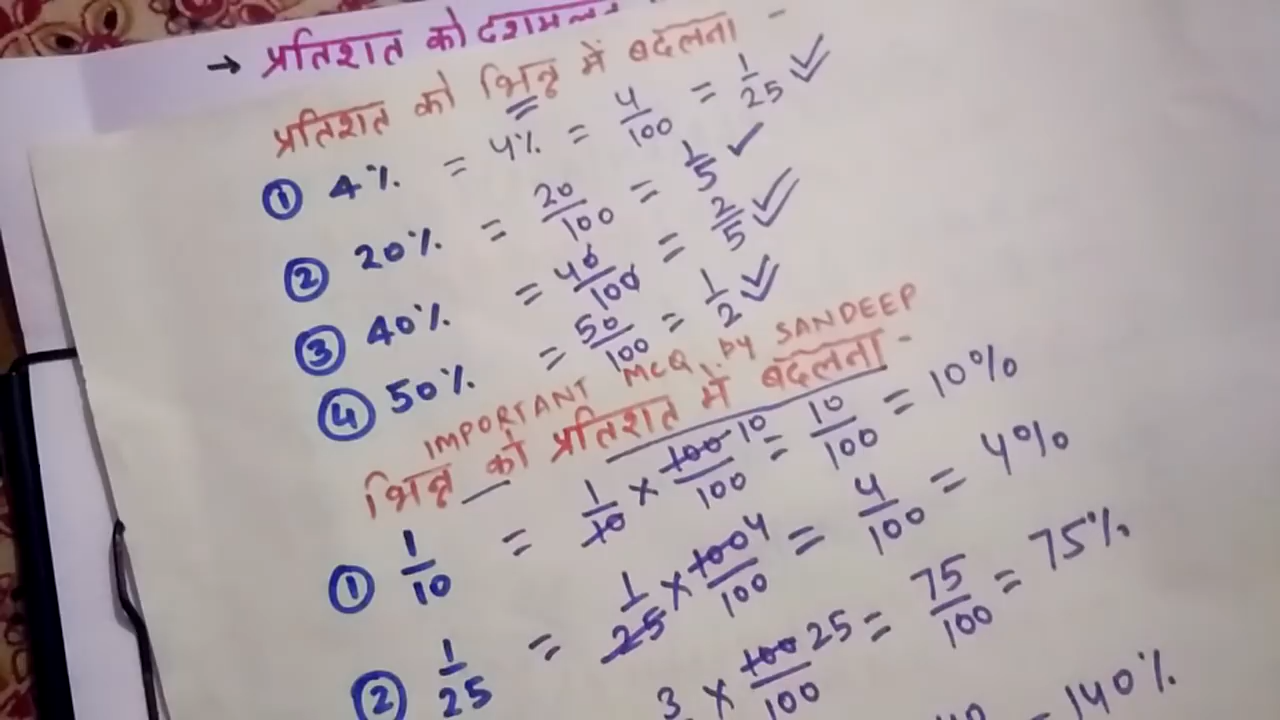 → प्रतिशत को
प्रतिशत को भिन्न में बदलना -
① 4% = 4% = 4/100 = 1/25 ✓
② 20% = 20/100 = 1/5 ✓
③ 40% = 40/100 = 2/5 ✓
④ 50% = 50/100 = 1/2 ✓
IMPORTANT MCQ BY SANDEEP
भिन्न को प्रतिशत में बदलना -
① 1/10 = 1/10 × 100/100 10 = 10/100 = 10%
② 1/25 = 1/25 × 100/100 4 = 4/100 = 4%
3 × 100/100 25 = 75/100 = 75%
= 140%